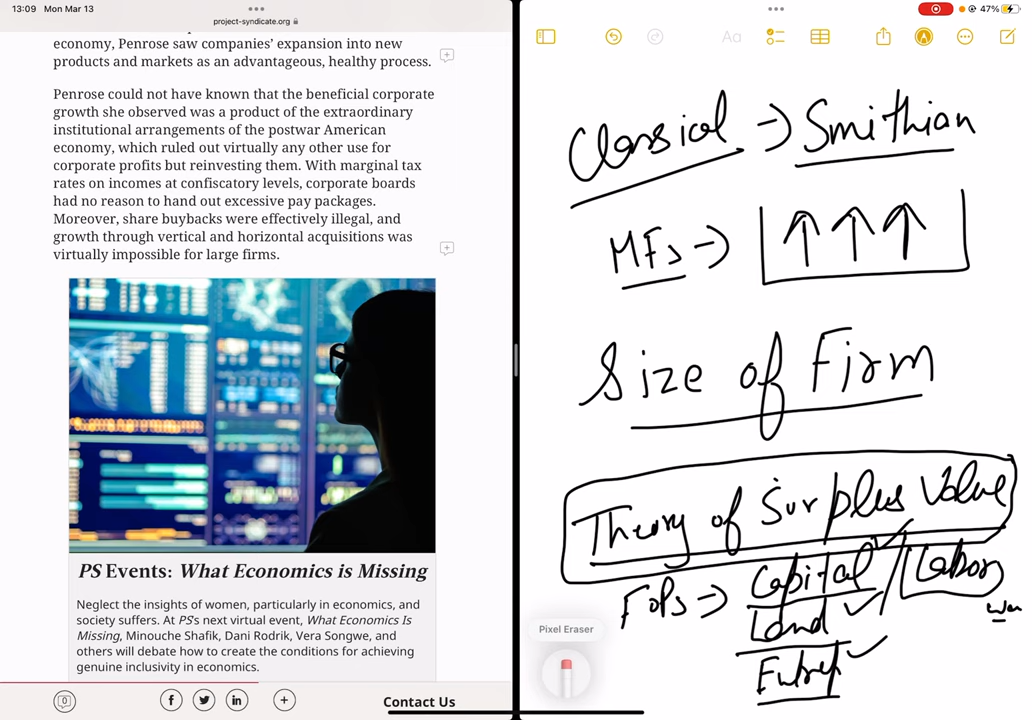 13:09 Mon Mar 13
project-syndicate.org
47%
economy, Penrose saw companies' expansion into new
products and markets as an advantageous, healthy process.
Penrose could not have known that the beneficial corporate
growth she observed was a product of the extraordinary
institutional arrangements of the postwar American
economy, which ruled out virtually any other use for
corporate profits but reinvesting them. With marginal tax
rates on incomes at confiscatory levels, corporate boards
had no reason to hand out excessive pay packages.
Moreover, share buybacks were effectively illegal, and
growth through vertical and horizontal acquisitions was
virtually impossible for large firms.
PS Events: What Economics is Missing
Neglect the insights of women, particularly in economics, and
society suffers. At PS's next virtual event, What Economics Is
Missing, Minouche Shafik, Dani Rodrik, Vera Songwe, and
others will debate how to create the conditions for achieving
genuine inclusivity in economics.
0
Contact Us
Aa
Classical → Smithian
MFs → ↑ ↑ ↑
Size of Firm
Theory of Surplus Value
FoPs → Capital / Labor
Land
Pixel Eraser